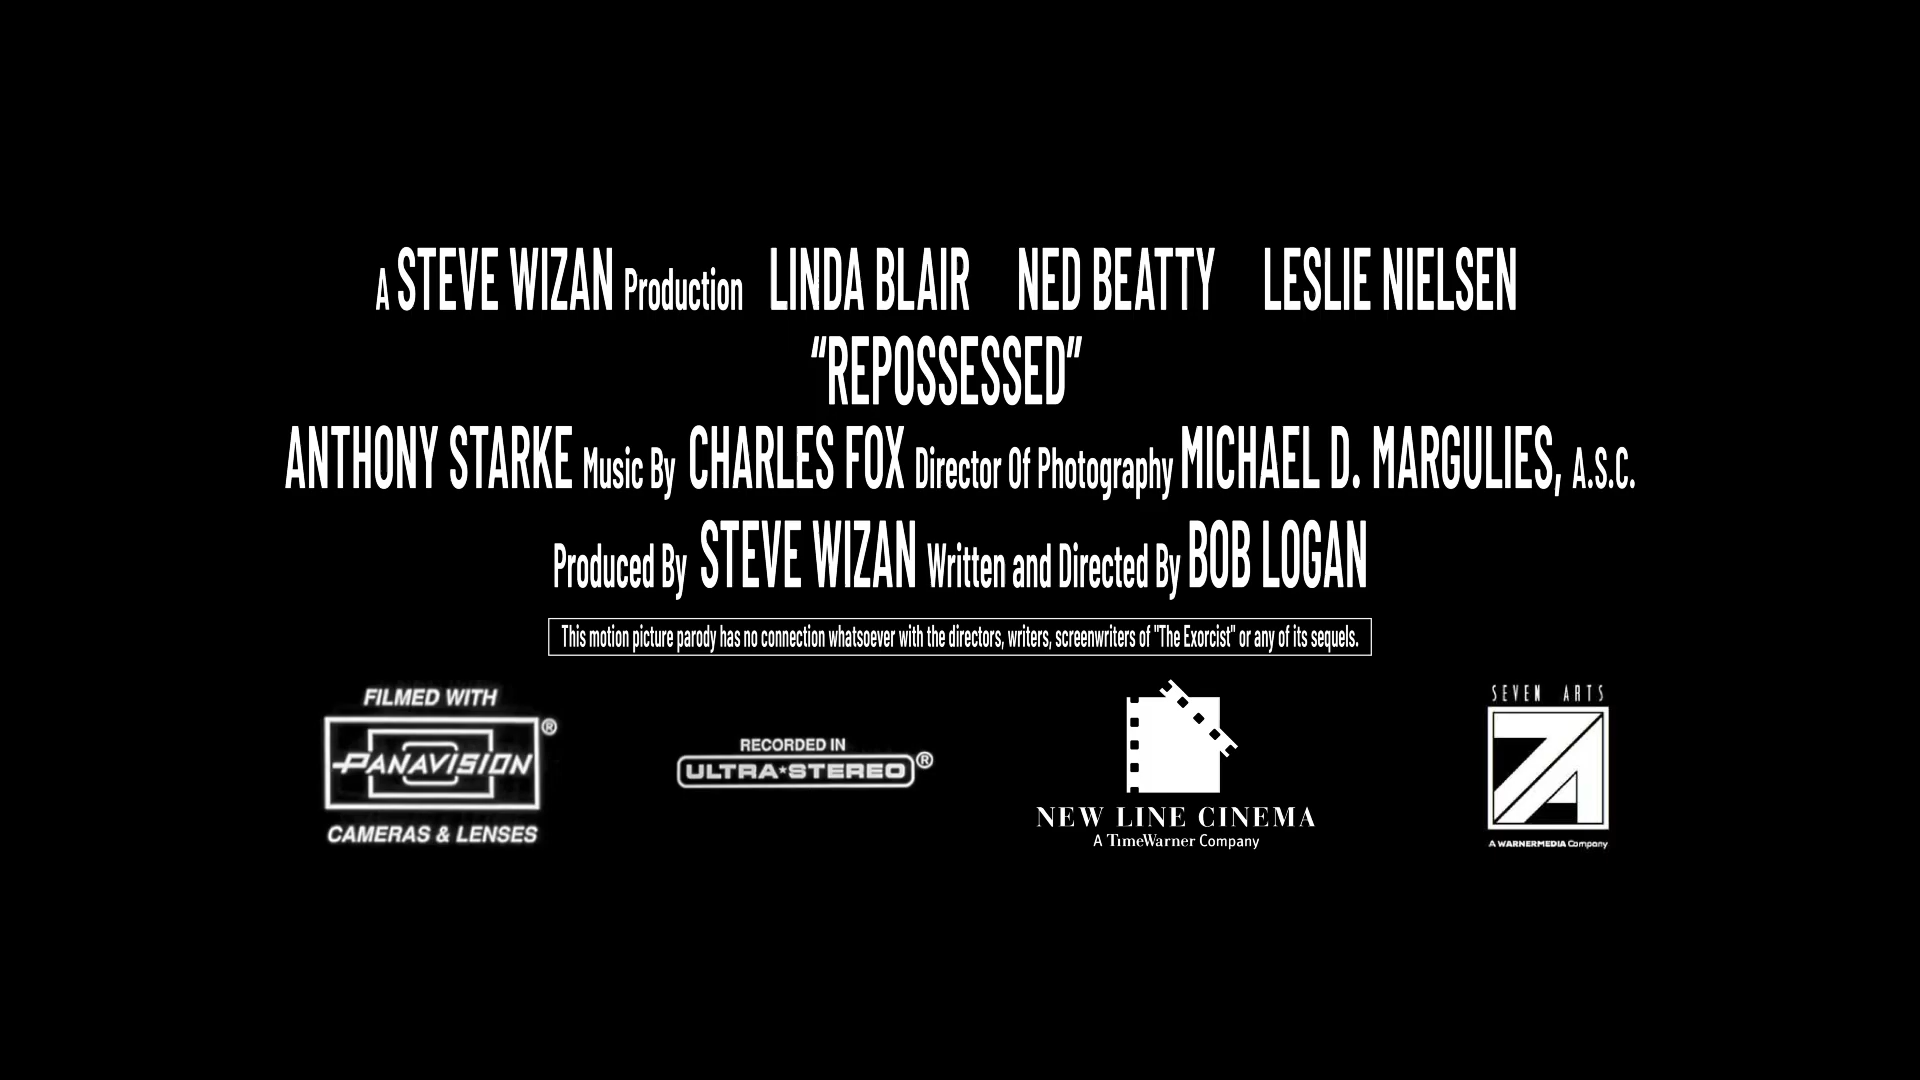 A STEVE WIZAN Production LINDA BLAIR NED BEATTY LESLIE NIELSEN
“REPOSSESSED”
ANTHONY STARKE Music By CHARLES FOX Director Of Photography MICHAEL D. MARGULIES, A.S.C.
Produced By STEVE WIZAN Written and Directed By BOB LOGAN
This motion picture parody has no connection whatsoever with the directors, writers, screenwriters of "The Exorcist" or any of its sequels.
FILMED WITH
PANAVISION®
CAMERAS & LENSES
RECORDED IN
ULTRA★STEREO®
NEW LINE CINEMA
A TimeWarner Company
SEVEN ARTS
7A
A WARNERMEDIA Company